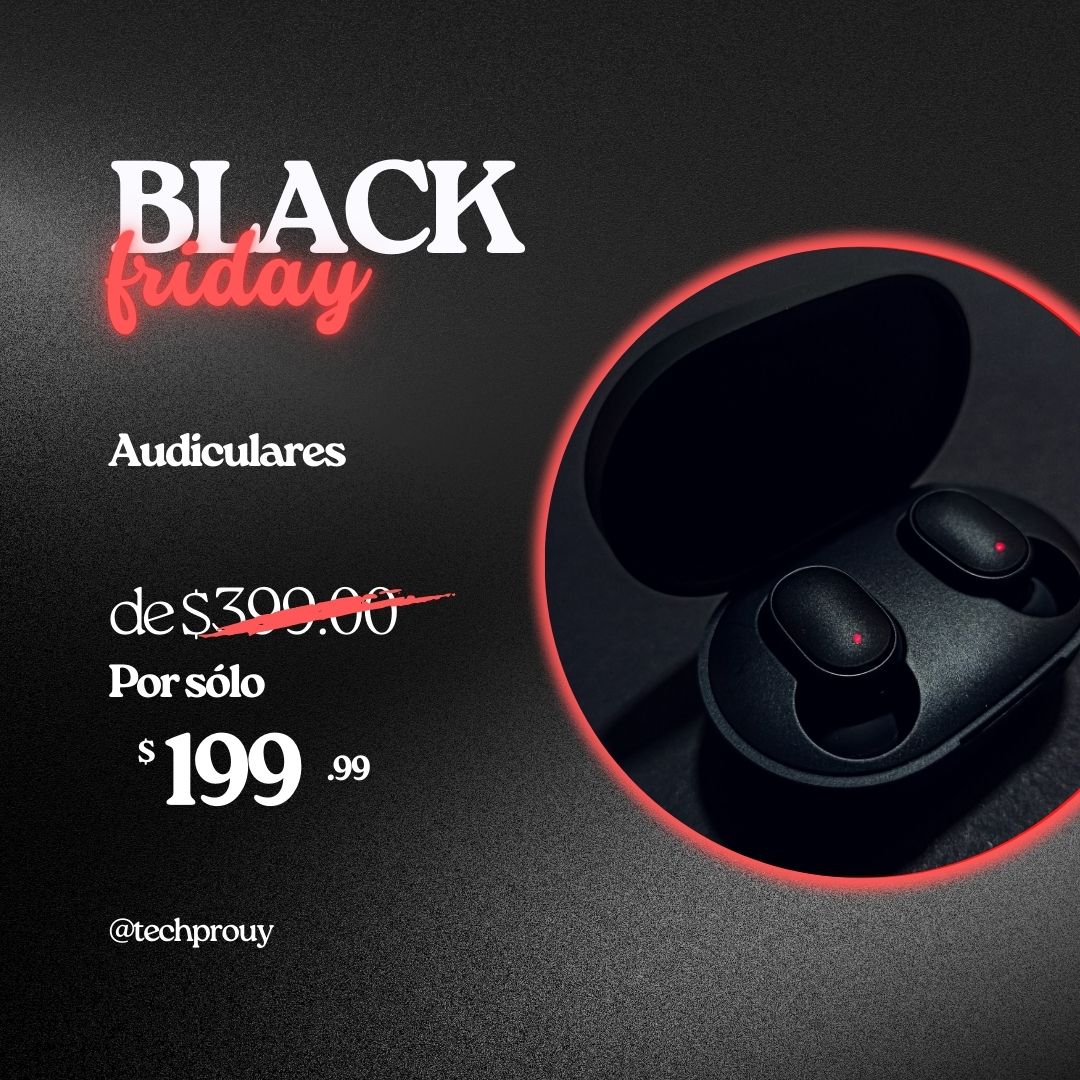 BLACK
friday
Audiculares
de $399.00
Por sólo
$ 199 .99
@techprouy